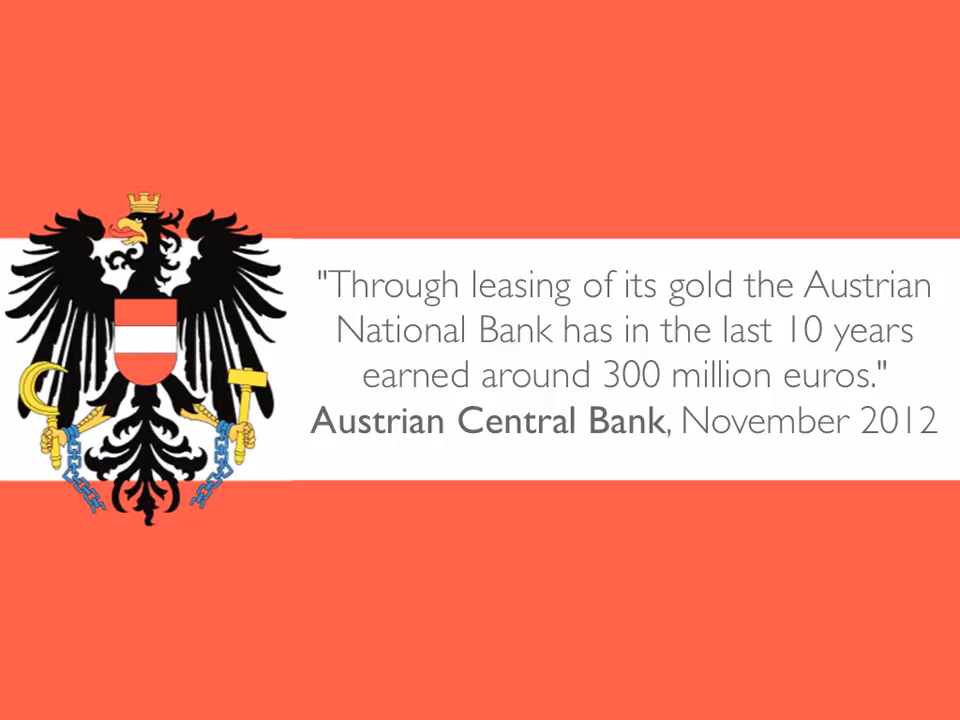 "Through leasing of its gold the Austrian
National Bank has in the last 10 years
earned around 300 million euros."
Austrian Central Bank, November 2012